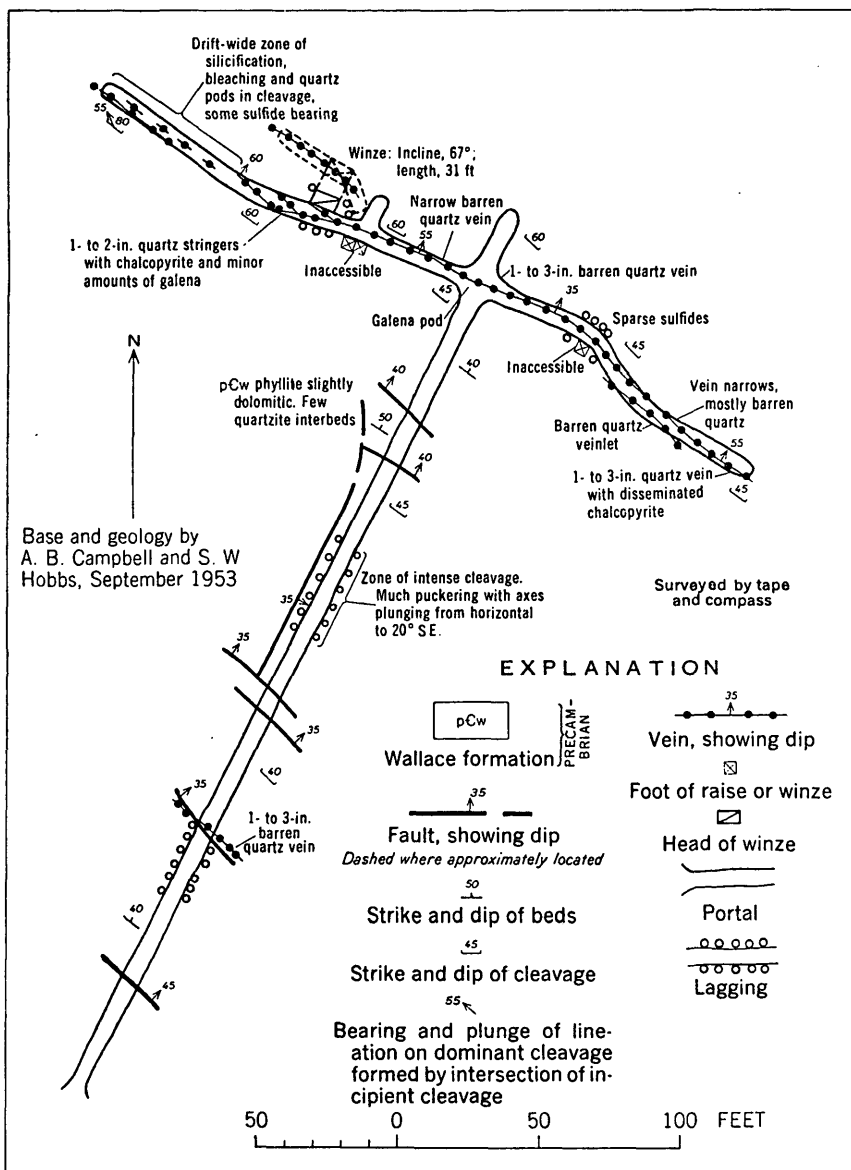 Drift-wide zone of
silicification,
bleaching and quartz
pods in cleavage,
some sulfide bearing
55
80
60
Winze: Incline, 67°;
length, 31 ft
Narrow barren
quartz vein
60
60
55
60
1- to 2-in. quartz stringers
with chalcopyrite and minor
amounts of galena
Inaccessible
45
1- to 3-in. barren quartz vein
35
Galena pod
Sparse sulfides
45
Inaccessible
N
40
40
pЄw phyllite slightly
dolomitic. Few
quartzite interbeds
50
Vein narrows,
mostly barren
quartz
Barren quartz
veinlet
55
40
45
1- to 3-in. quartz vein
with disseminated
chalcopyrite
45
Base and geology by
A. B. Campbell and S. W
Hobbs, September 1953
Zone of intense cleavage.
Much puckering with axes
plunging from horizontal
to 20° SE.
35
Surveyed by tape
and compass
35
35
40
35
1- to 3-in.
barren
quartz vein
40
45
EXPLANATION
pЄw
Wallace formation
PRECAM-
BRIAN
35
Fault, showing dip
Dashed where approximately located
50
Strike and dip of beds
45
Strike and dip of cleavage
55
Bearing and plunge of line-
ation on dominant cleavage
formed by intersection of in-
cipient cleavage
35
Vein, showing dip
Foot of raise or winze
Head of winze
Portal
Lagging
50 0 50 100 FEET